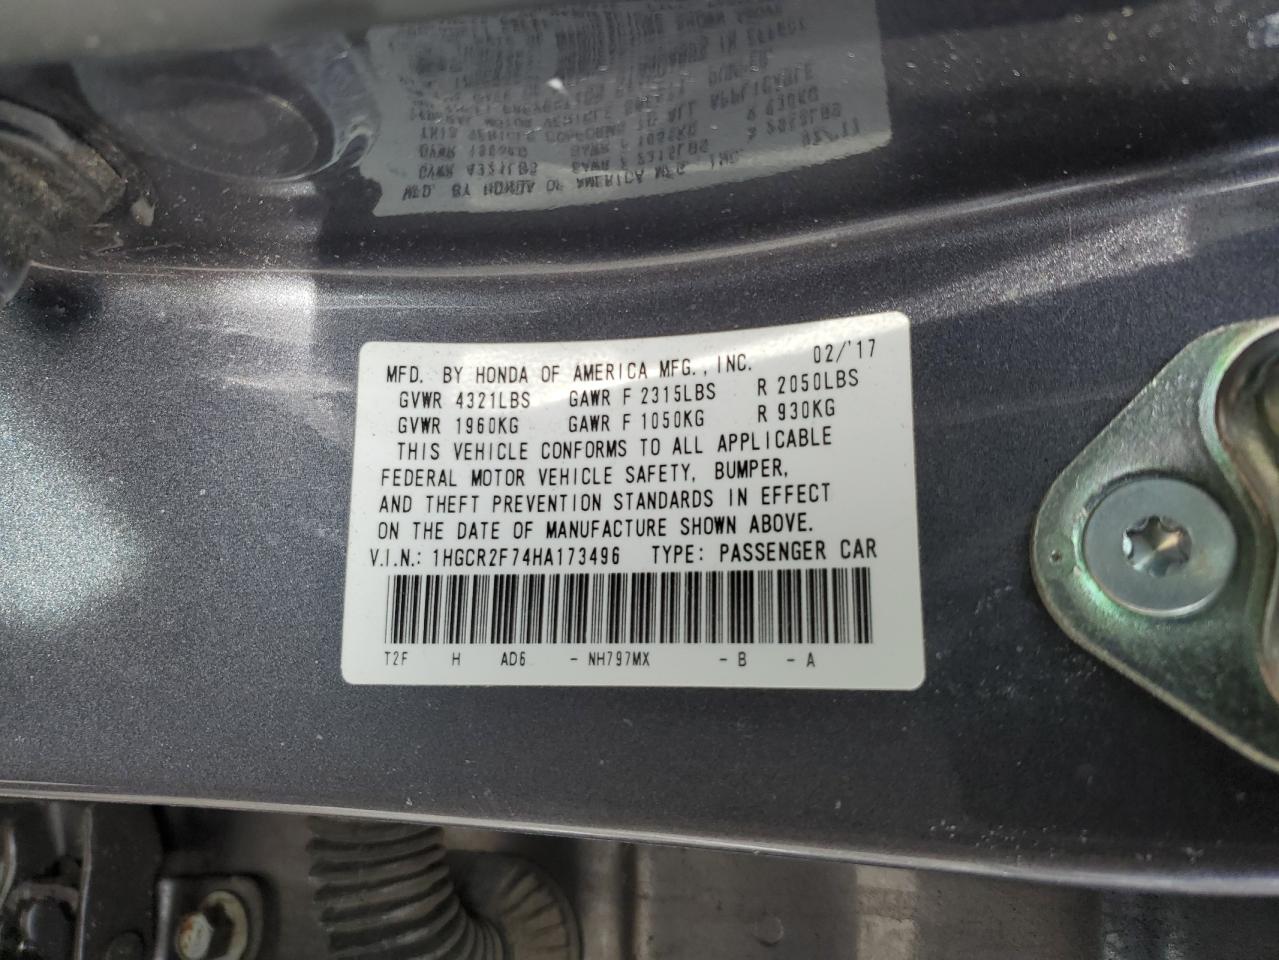 MFD. BY HONDA OF AMERICA MFG., INC. 02/'17
GVWR 4321LBS GAWR F 2315LBS R 2050LBS
GVWR 1960KG GAWR F 1050KG R 930KG
THIS VEHICLE CONFORMS TO ALL APPLICABLE
FEDERAL MOTOR VEHICLE SAFETY, BUMPER,
AND THEFT PREVENTION STANDARDS IN EFFECT
ON THE DATE OF MANUFACTURE SHOWN ABOVE.
V.I.N.: 1HGCR2F74HA173496 TYPE: PASSENGER CAR
T2F H AD6 - NH797MX - B - A